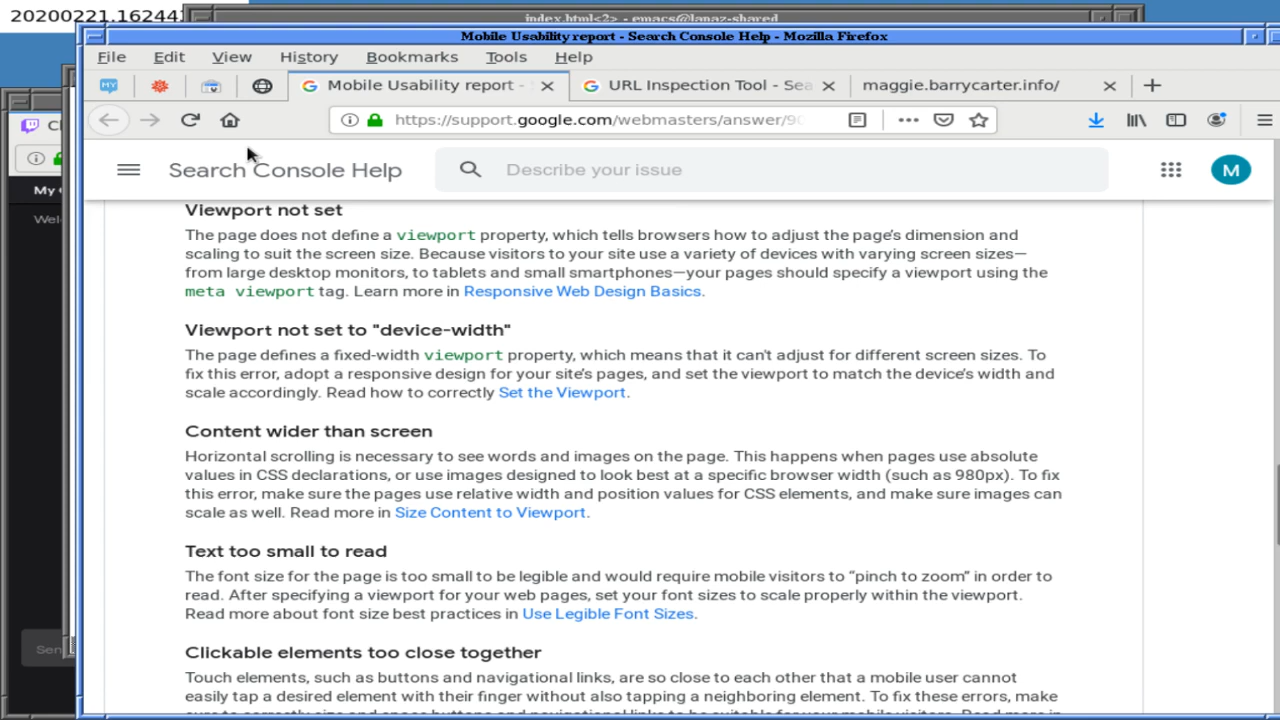 20200221.16244
index.html<2> - emacs@lanaz-shared
Mobile Usability report - Search Console Help - Mozilla Firefox
File Edit View History Bookmarks Tools Help
Mobile Usability report - URL Inspection Tool - Sea maggie.barrycarter.info/
https://support.google.com/webmasters/answer/90
Search Console Help Describe your issue M
My
Wel
Sen
Viewport not set
The page does not define a viewport property, which tells browsers how to adjust the page's dimension and
scaling to suit the screen size. Because visitors to your site use a variety of devices with varying screen sizes—
from large desktop monitors, to tablets and small smartphones—your pages should specify a viewport using the
meta viewport tag. Learn more in Responsive Web Design Basics.
Viewport not set to "device-width"
The page defines a fixed-width viewport property, which means that it can't adjust for different screen sizes. To
fix this error, adopt a responsive design for your site's pages, and set the viewport to match the device's width and
scale accordingly. Read how to correctly Set the Viewport.
Content wider than screen
Horizontal scrolling is necessary to see words and images on the page. This happens when pages use absolute
values in CSS declarations, or use images designed to look best at a specific browser width (such as 980px). To fix
this error, make sure the pages use relative width and position values for CSS elements, and make sure images can
scale as well. Read more in Size Content to Viewport.
Text too small to read
The font size for the page is too small to be legible and would require mobile visitors to “pinch to zoom” in order to
read. After specifying a viewport for your web pages, set your font sizes to scale properly within the viewport.
Read more about font size best practices in Use Legible Font Sizes.
Clickable elements too close together
Touch elements, such as buttons and navigational links, are so close to each other that a mobile user cannot
easily tap a desired element with their finger without also tapping a neighboring element. To fix these errors, make